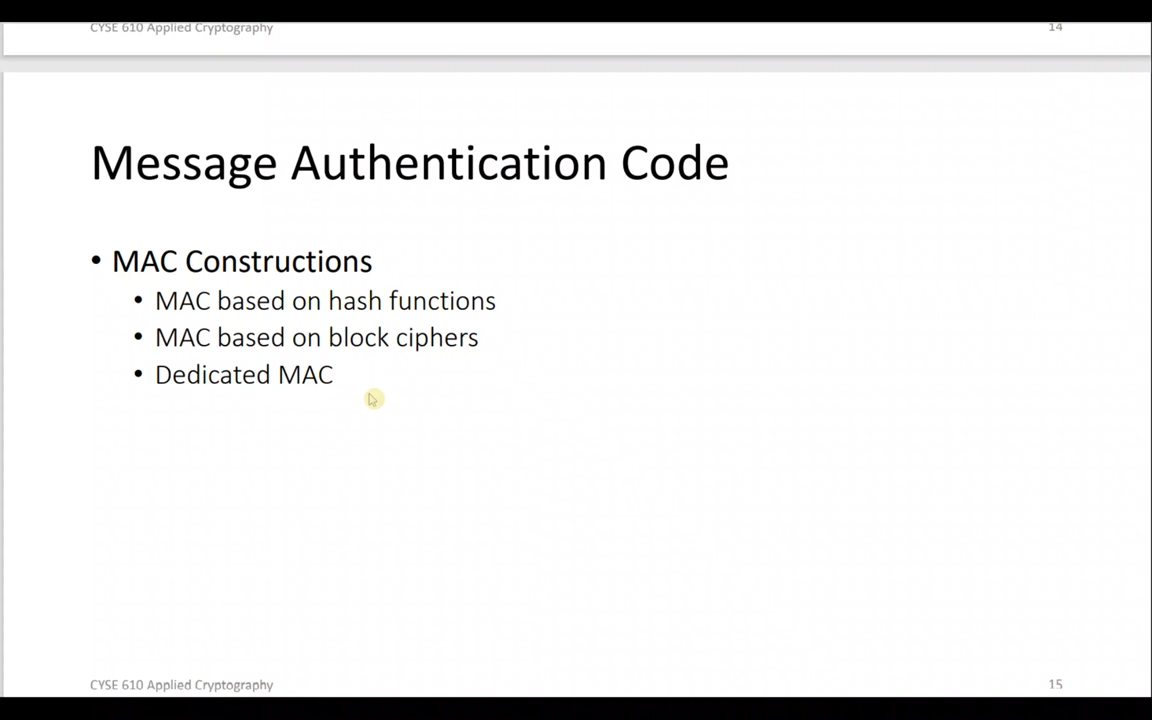 CYSE 610 Applied Cryptography 14
Message Authentication Code
• MAC Constructions
• MAC based on hash functions
• MAC based on block ciphers
• Dedicated MAC
CYSE 610 Applied Cryptography 15